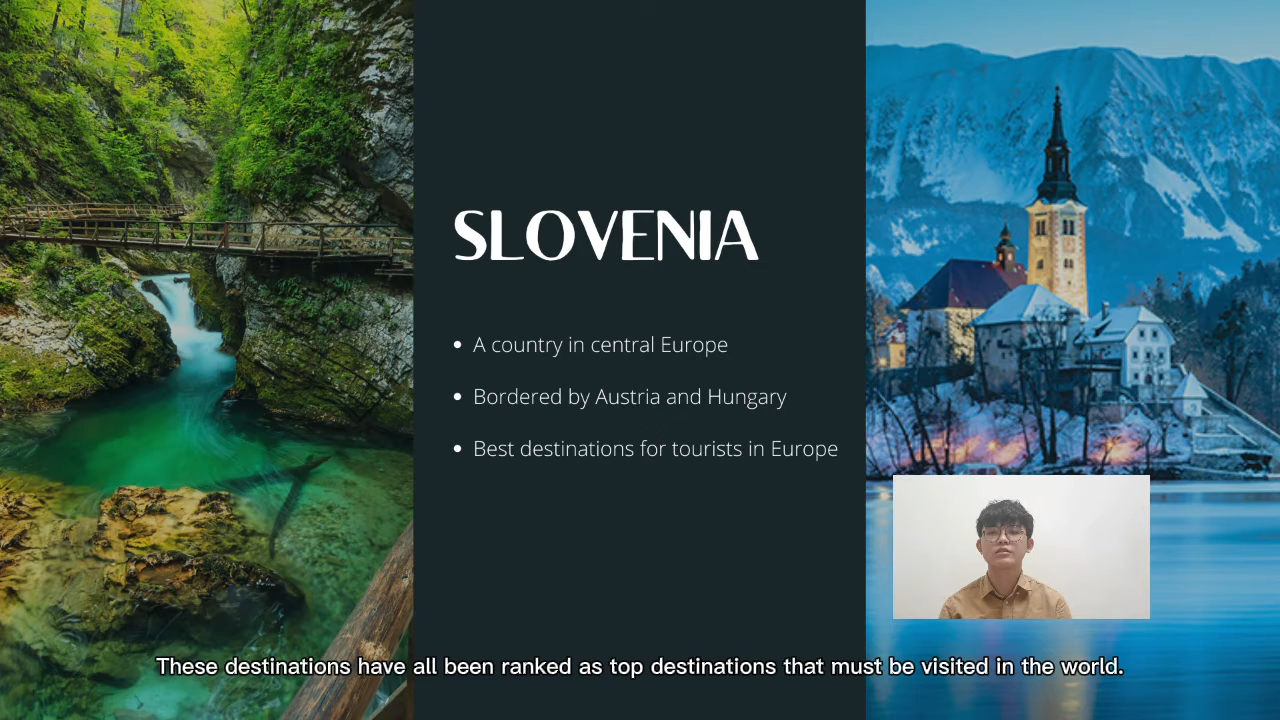 SLOVENIA
• A country in central Europe
• Bordered by Austria and Hungary
• Best destinations for tourists in Europe
These destinations have all been ranked as top destinations that must be visited in the world.